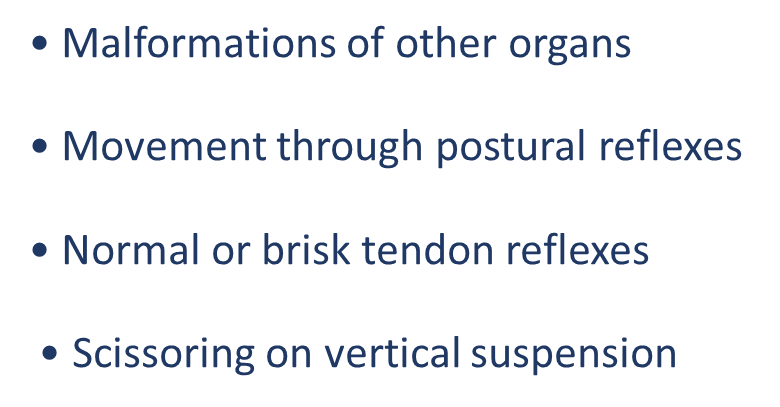 • Malformations of other organs
• Movement through postural reflexes
• Normal or brisk tendon reflexes
• Scissoring on vertical suspension